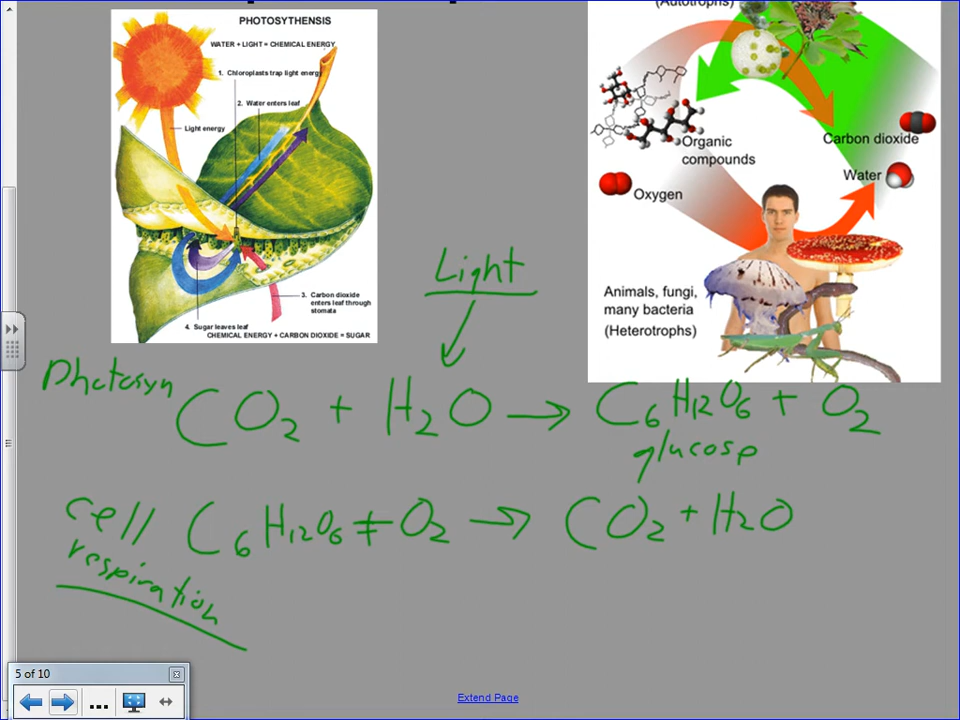 PHOTOSYTHENSIS
WATER + LIGHT = CHEMICAL ENERGY
1. Chloroplasts trap light energy
2. Water enters leaf
Light energy
3. Carbon dioxide
enters leaf through
stomata
4. Sugar leaves leaf
CHEMICAL ENERGY + CARBON DIOXIDE = SUGAR
(Autotrophs)
Carbon dioxide
Organic
compounds
Water
Oxygen
Animals, fungi,
many bacteria
(Heterotrophs)
Light
Photosyn CO2 + H2O → C6H12O6 + O2
glucose
cell C6H12O6 + O2 → CO2 + H2O
respiration
5 of 10
Extend Page